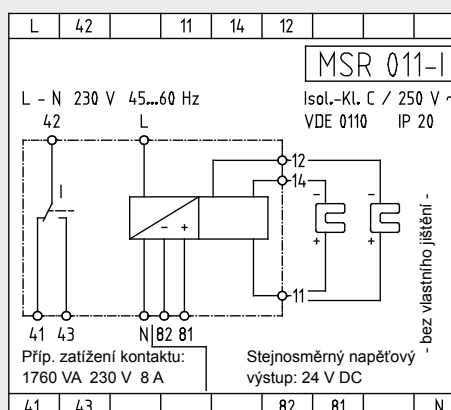 L 42 11 14 12
MSR 011-I
L - N 230 V 45...60 Hz
Isol.-Kl. C / 250 V ~
VDE 0110 IP 20
42 L
12
14
I
- -
- +
+ +
11
- bez vlastního jištění -
41 43 N 82 81
Příp. zatížení kontaktu:
1760 VA 230 V 8 A
Stejnosměrný napěťový
výstup: 24 V DC
41 43 82 81 N